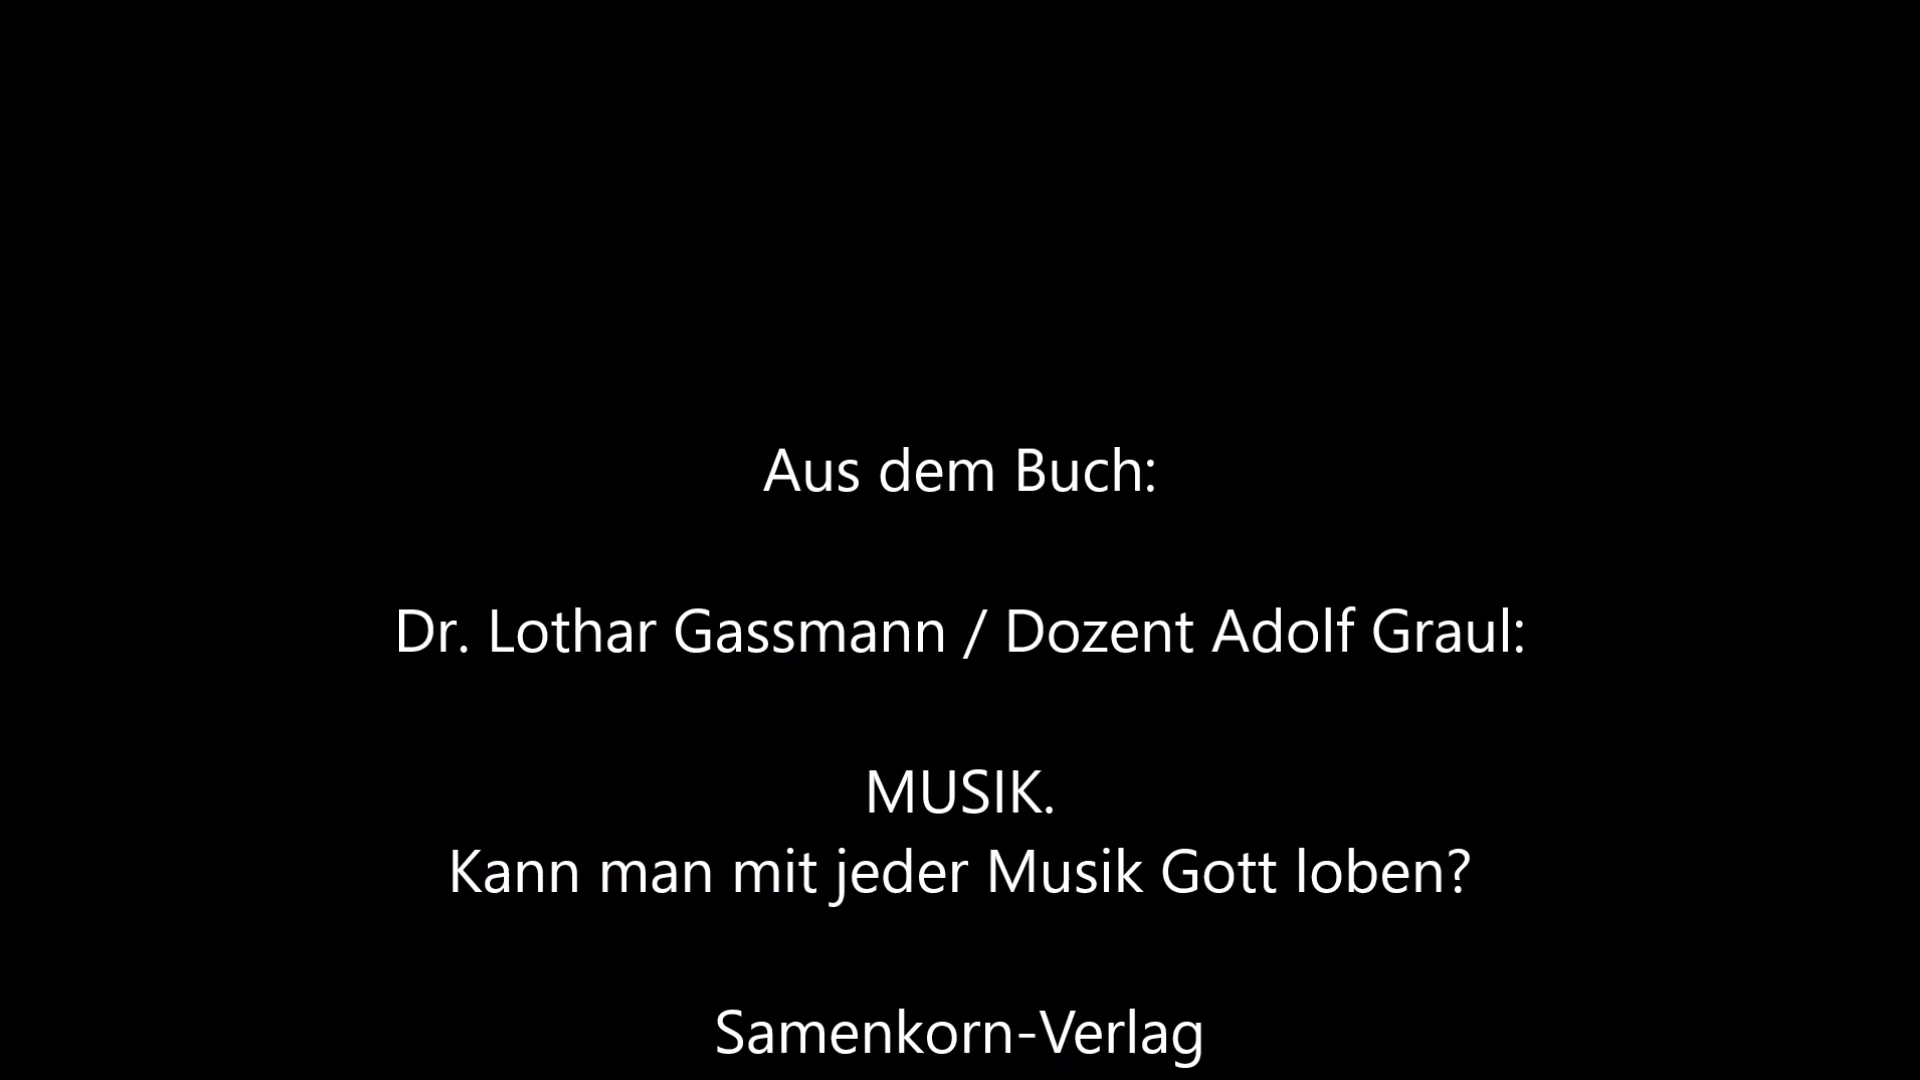 Aus dem Buch:
Dr. Lothar Gassmann / Dozent Adolf Graul:
MUSIK.
Kann man mit jeder Musik Gott loben?
Samenkorn-Verlag